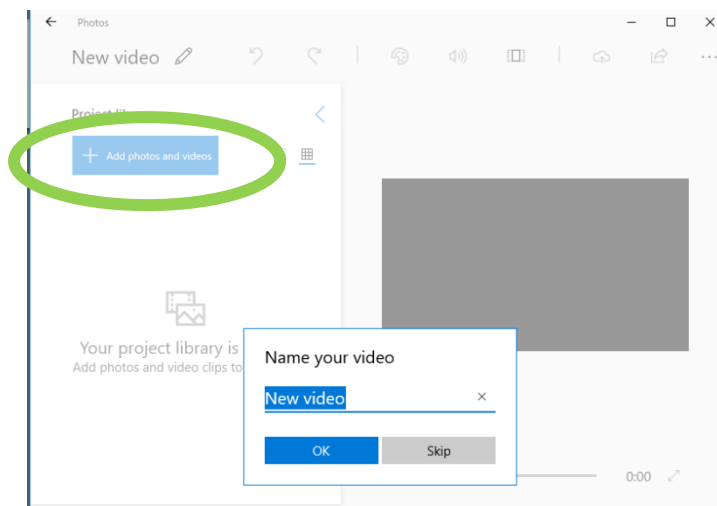 Photos
New video
Project
Add photos and videos
Your project library is
Add photos and video clips to
Name your video
New video
OK
Skip
0:00